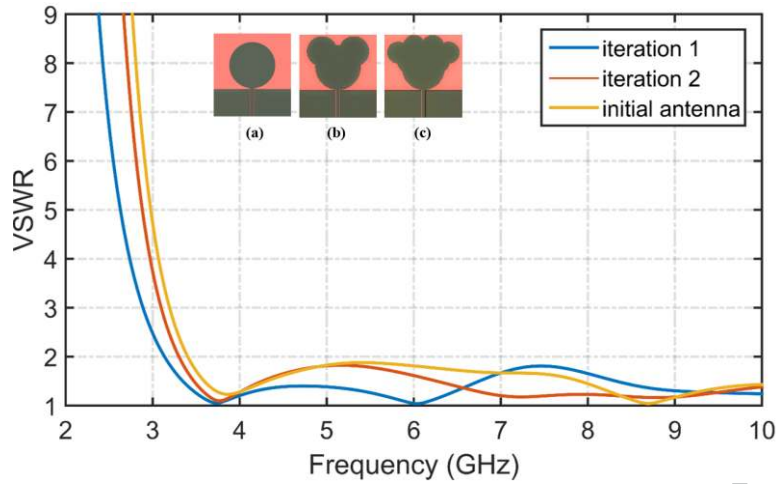 9
8
7
6
5
4
3
2
1
VSWR
iteration 1
iteration 2
initial antenna
(a) (b) (c)
2 3 4 5 6 7 8 9 10
Frequency (GHz)